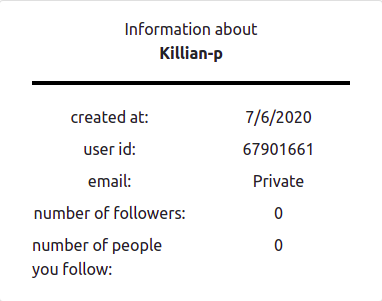 Information about
Killian-p
created at: 7/6/2020
user id: 67901661
email: Private
number of followers: 0
number of people 0
you follow: